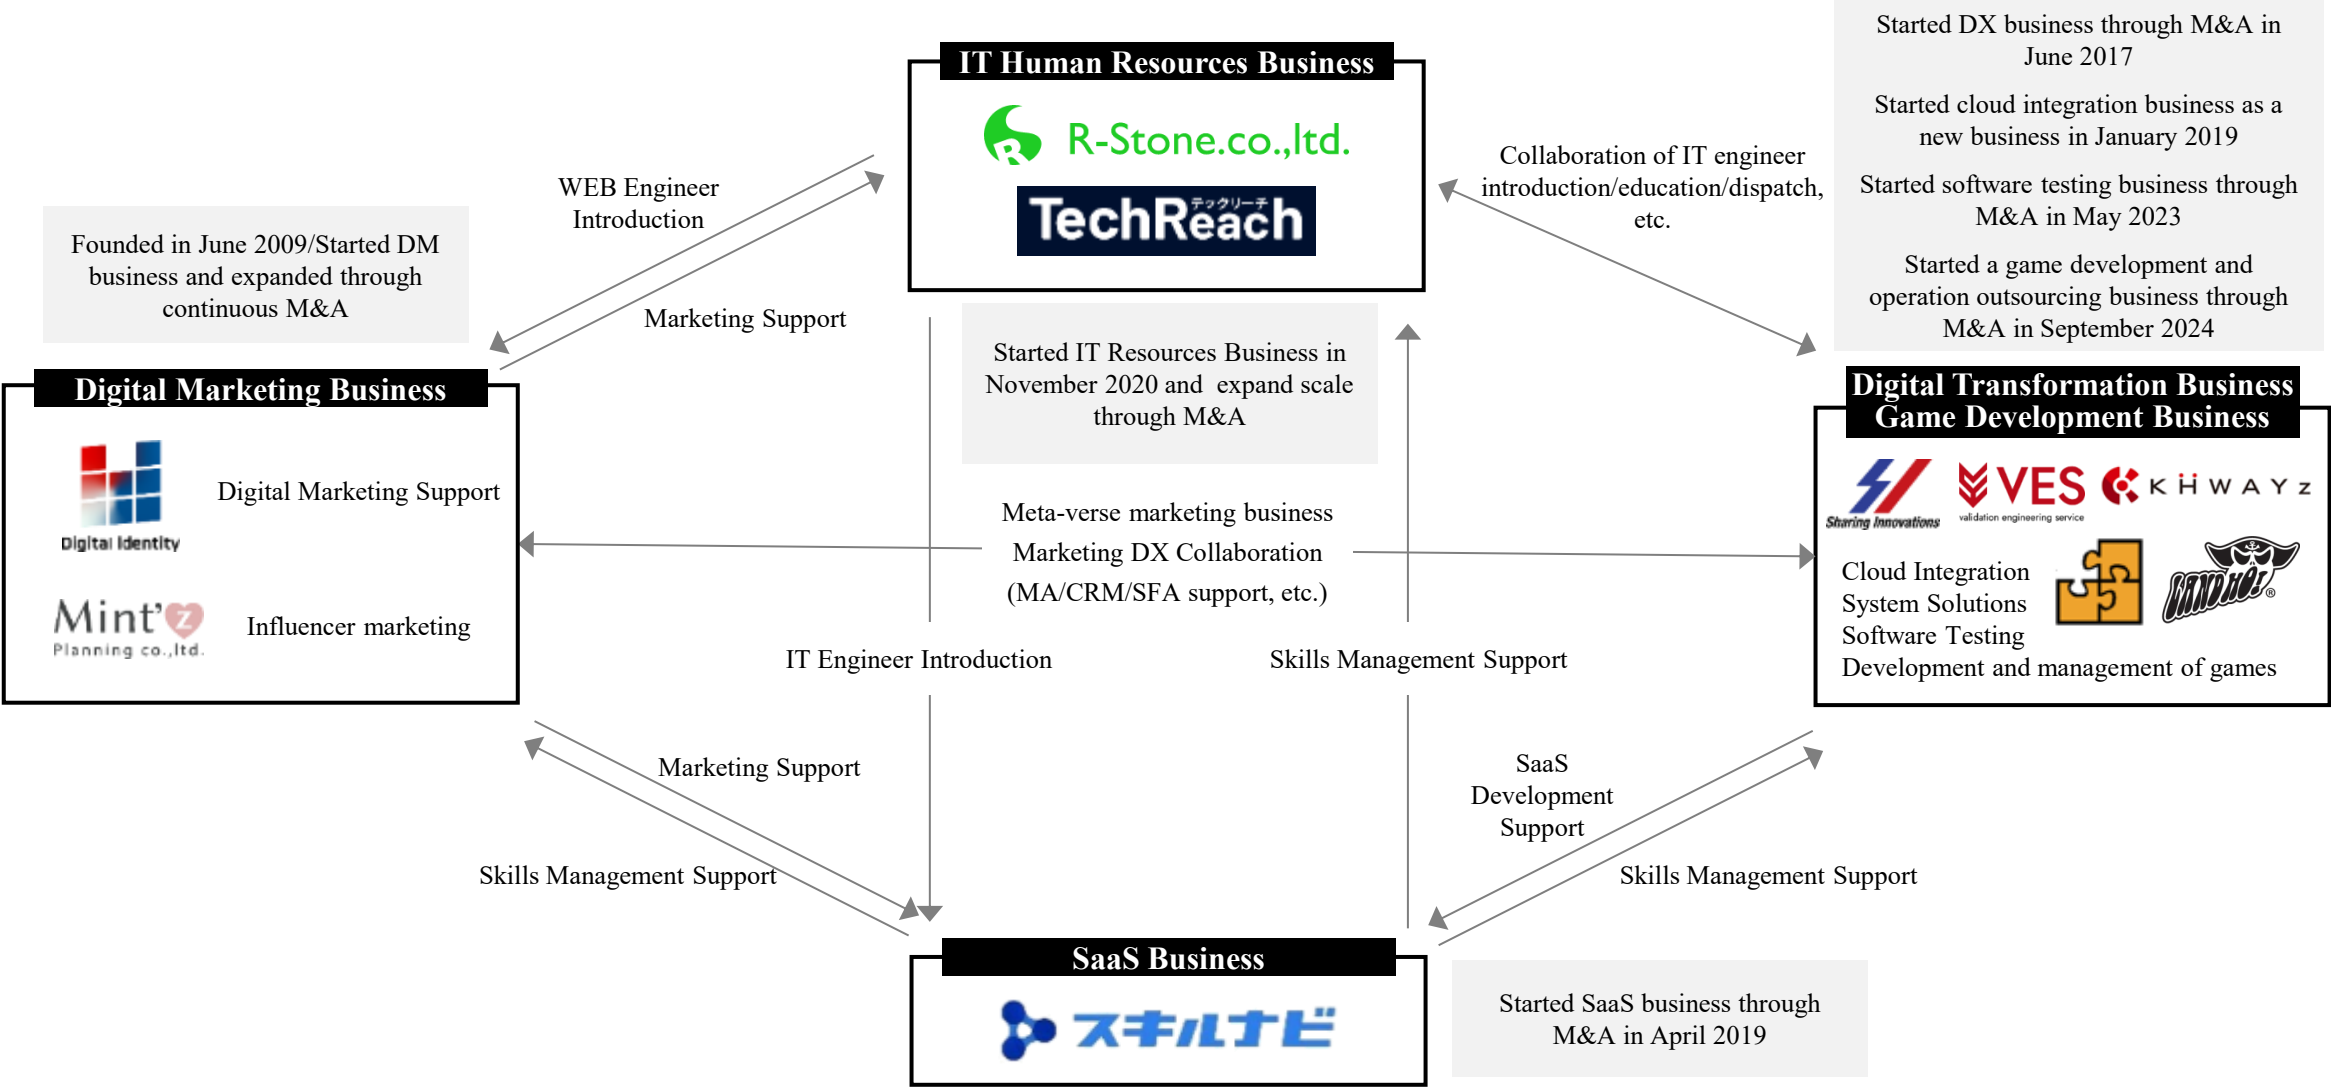 Started DX business through M&A in
June 2017
Started cloud integration business as a
new business in January 2019
Started software testing business through
M&A in May 2023
Started a game development and
operation outsourcing business through
M&A in September 2024
IT Human Resources Business
R-Stone.co.,ltd.
テックリーチ
TechReach
WEB Engineer
Introduction
Marketing Support
Collaboration of IT engineer
introduction/education/dispatch,
etc.
Founded in June 2009/Started DM
business and expanded through
continuous M&A
Started IT Resources Business in
November 2020 and expand scale
through M&A
Digital Marketing Business
Digital Identity
Digital Marketing Support
Mint'z
Planning co.,ltd.
Influencer marketing
Meta-verse marketing business
Marketing DX Collaboration
(MA/CRM/SFA support, etc.)
Digital Transformation Business
Game Development Business
Sharing Innovations
VES
validation engineering service
KHWAYz
LAND HO!®
Cloud Integration
System Solutions
Software Testing
Development and management of games
IT Engineer Introduction
Skills Management Support
Marketing Support
Skills Management Support
SaaS
Development
Support
Skills Management Support
SaaS Business
スキルナビ
Started SaaS business through
M&A in April 2019